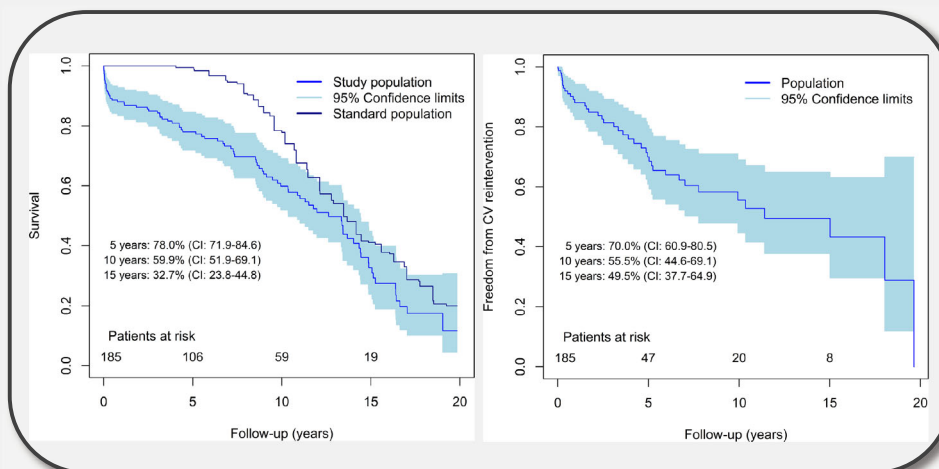 Study population
95% Confidence limits
Standard population
Survival
1.0
0.8
0.6
0.4
0.2
0.0
5 years: 78.0% (CI: 71.9-84.6)
10 years: 59.9% (CI: 51.9-69.1)
15 years: 32.7% (CI: 23.8-44.8)
Patients at risk
185 106 59 19
0 5 10 15 20
Follow-up (years)
Population
95% Confidence limits
Freedom from CV reintervention
1.0
0.8
0.6
0.4
0.2
0.0
5 years: 70.0% (CI: 60.9-80.5)
10 years: 55.5% (CI: 44.6-69.1)
15 years: 49.5% (CI: 37.7-64.9)
Patients at risk
185 47 20 8
0 5 10 15 20
Follow-up (years)